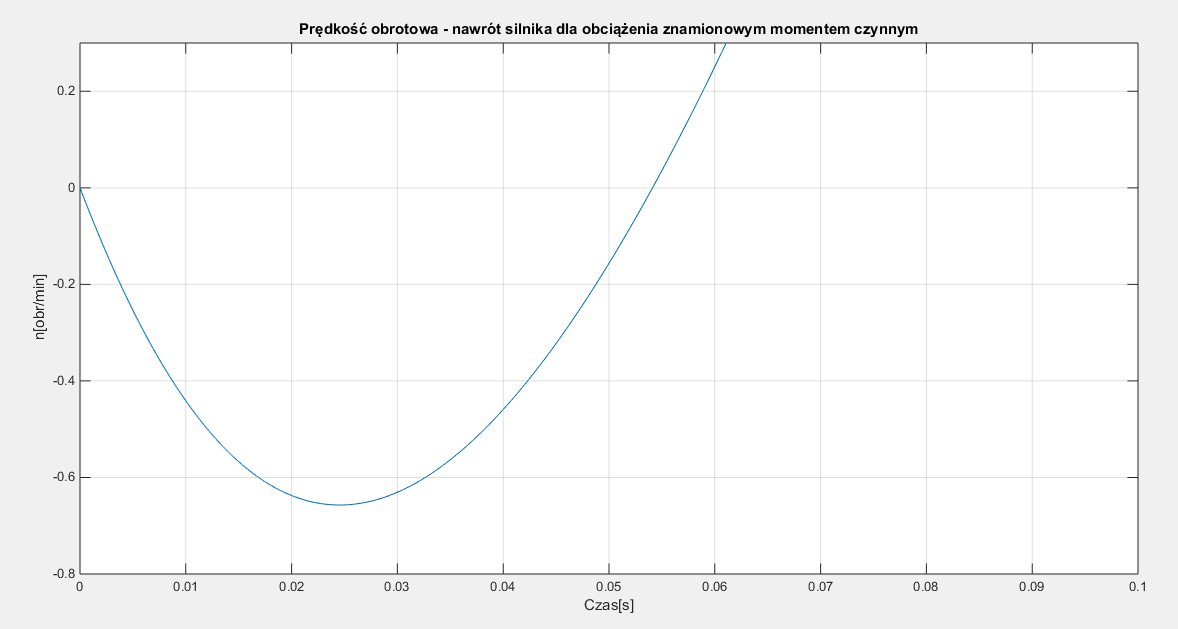 Prędkość obrotowa - nawrót silnika dla obciążenia znamionowym momentem czynnym
n[obr/min]
0.2
0
-0.2
-0.4
-0.6
-0.8
0 0.01 0.02 0.03 0.04 0.05 0.06 0.07 0.08 0.09 0.1
Czas[s]